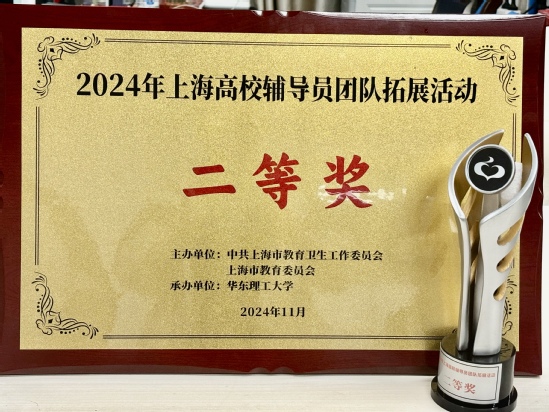 2024年上海高校辅导员团队拓展活动
二等奖
主办单位：中共上海市教育卫生工作委员会
上海市教育委员会
承办单位：华东理工大学
2024年11月
二等奖